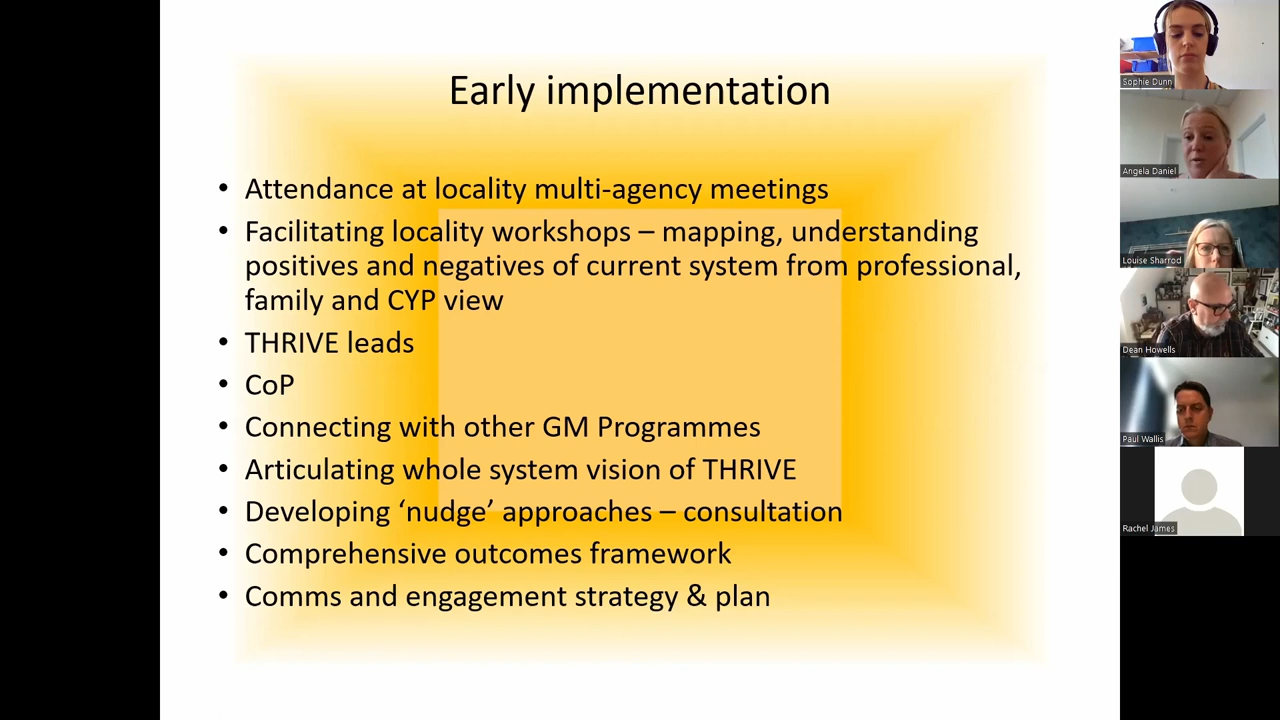 Early implementation
• Attendance at locality multi-agency meetings
• Facilitating locality workshops – mapping, understanding
positives and negatives of current system from professional,
family and CYP view
• THRIVE leads
• CoP
• Connecting with other GM Programmes
• Articulating whole system vision of THRIVE
• Developing ‘nudge’ approaches – consultation
• Comprehensive outcomes framework
• Comms and engagement strategy & plan
Sophie Dunn
Angela Daniel
Louise Sharrod
Dean Howells
Paul Wallis
Rachel James